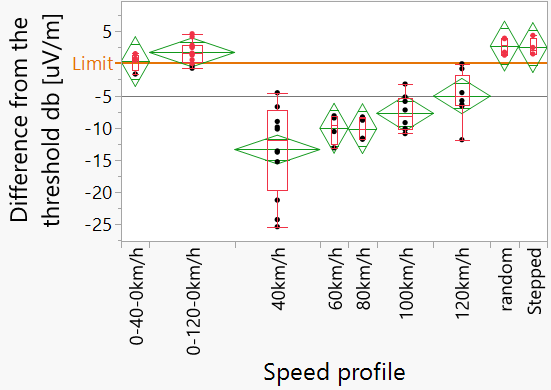 Difference from the
threshold db [uV/m]
5
Limit
-5
-10
-15
-20
-25
0-40-0km/h
0-120-0km/h
40km/h
60km/h
80km/h
100km/h
120km/h
random
Stepped
Speed profile